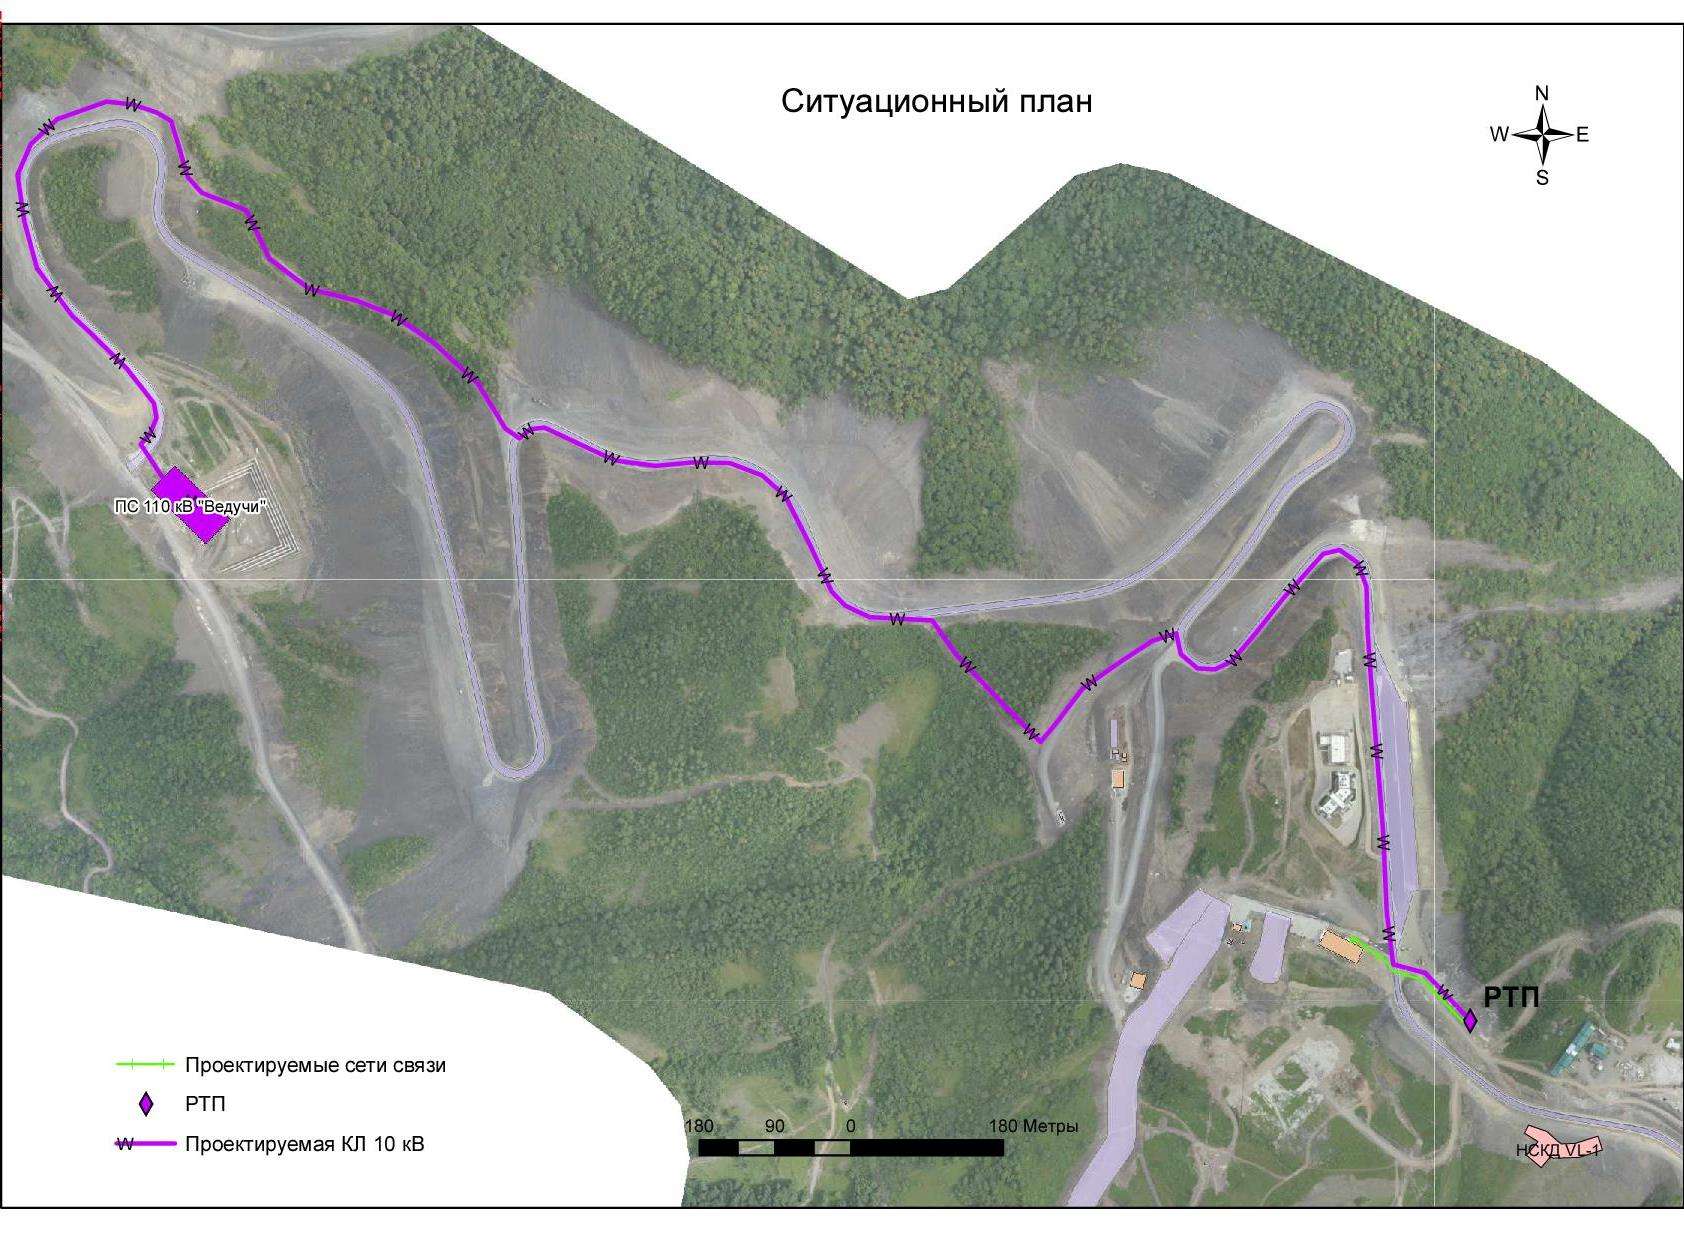 Ситуационный план
N
W E
S
ПС 110 кВ "Ведучи"
РТП
Проектируемые сети связи
РТП
W Проектируемая КЛ 10 кВ
180 90 0 180 Метры
НСКД VL-1